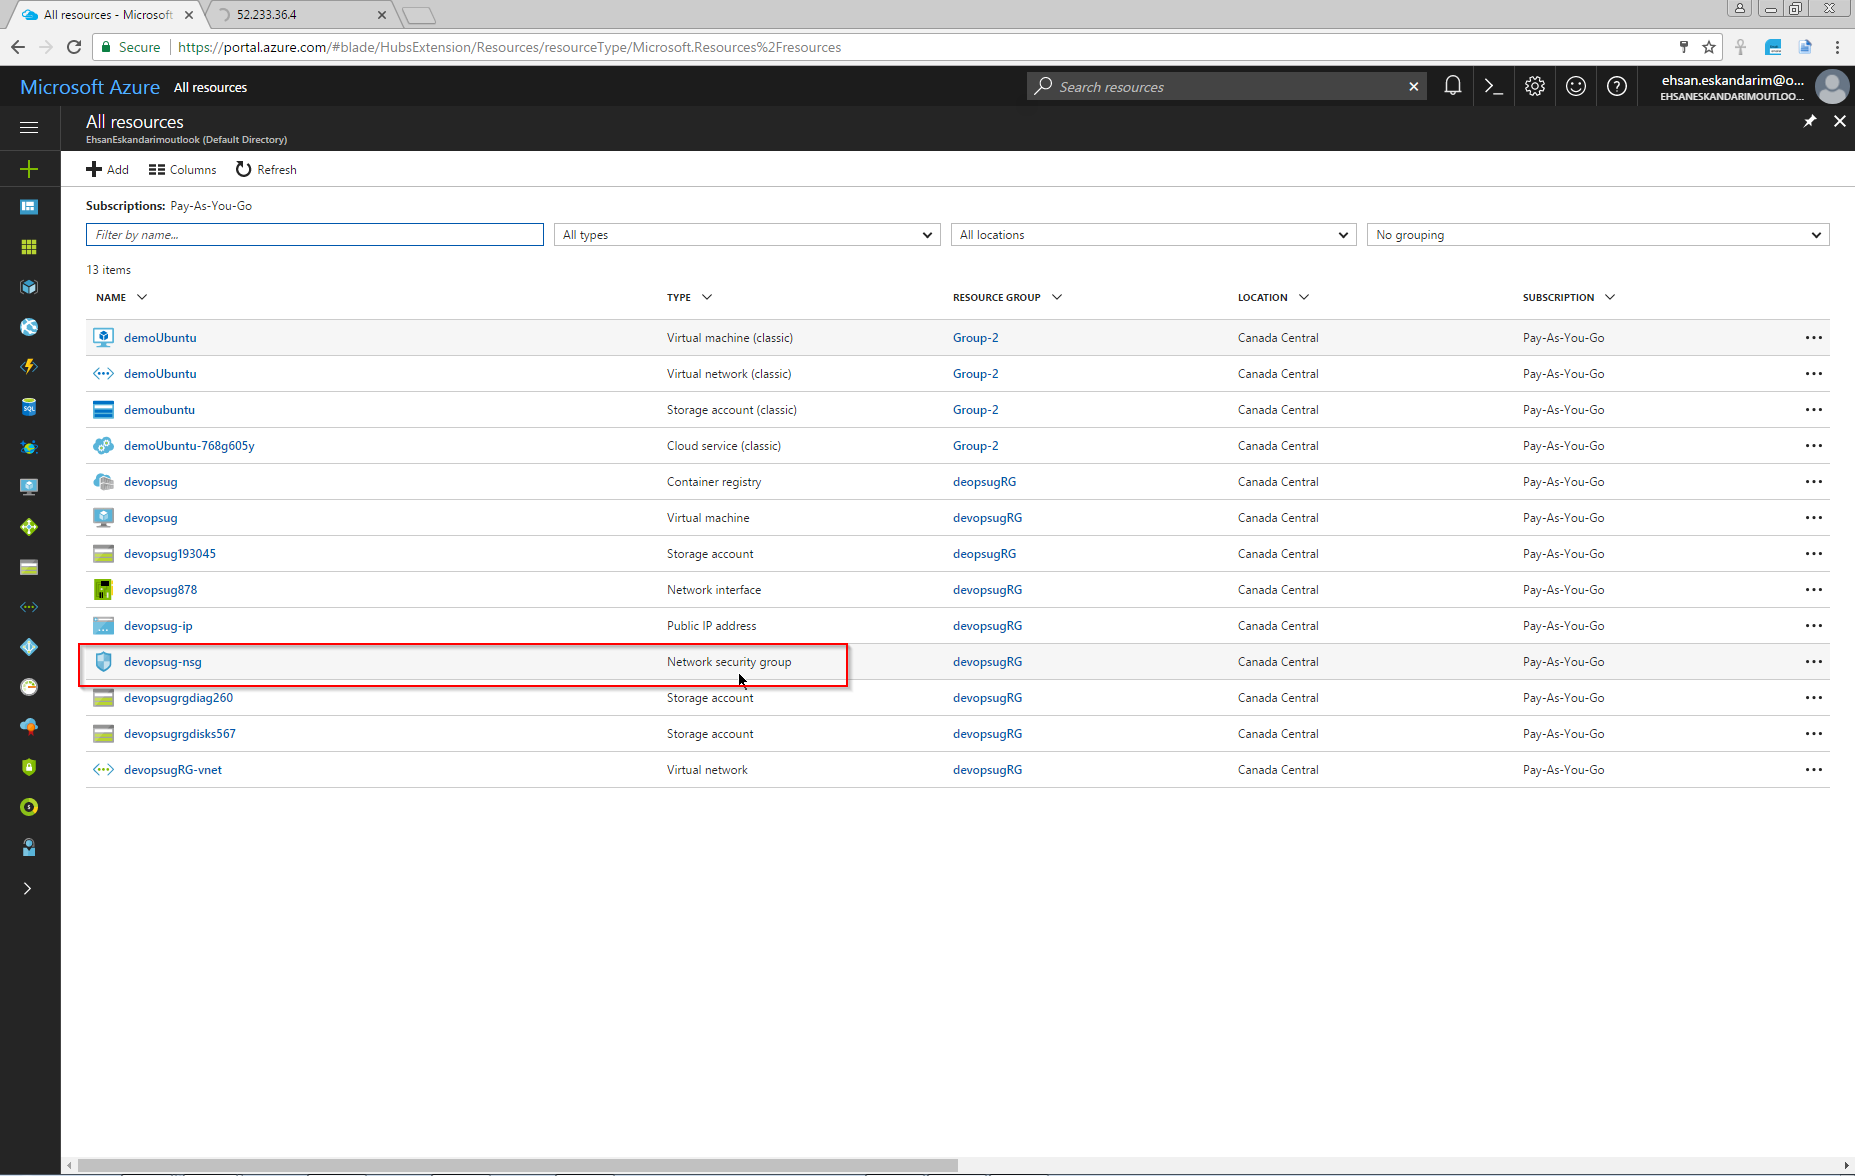 All resources - Microsoft
52.233.36.4
Secure
https://portal.azure.com/#blade/HubsExtension/Resources/resourceType/Microsoft.Resources%2Fresources
Microsoft Azure All resources
Search resources
ehsan.eskandarim@o...
EHSANESKANDARIMOUTLOO...
All resources
EhsanEskandarimoutlook (Default Directory)
Add Columns Refresh
Subscriptions: Pay-As-You-Go
Filter by name... All types All locations No grouping
13 items
NAME TYPE RESOURCE GROUP LOCATION SUBSCRIPTION
demoUbuntu Virtual machine (classic) Group-2 Canada Central Pay-As-You-Go
demoUbuntu Virtual network (classic) Group-2 Canada Central Pay-As-You-Go
demoubuntu Storage account (classic) Group-2 Canada Central Pay-As-You-Go
demoUbuntu-768g605y Cloud service (classic) Group-2 Canada Central Pay-As-You-Go
devopsug Container registry deopsugRG Canada Central Pay-As-You-Go
devopsug Virtual machine devopsugRG Canada Central Pay-As-You-Go
devopsug193045 Storage account deopsugRG Canada Central Pay-As-You-Go
devopsug878 Network interface devopsugRG Canada Central Pay-As-You-Go
devopsug-ip Public IP address devopsugRG Canada Central Pay-As-You-Go
devopsug-nsg Network security group devopsugRG Canada Central Pay-As-You-Go
devopsugrgdiag260 Storage account devopsugRG Canada Central Pay-As-You-Go
devopsugrgdisks567 Storage account devopsugRG Canada Central Pay-As-You-Go
devopsugRG-vnet Virtual network devopsugRG Canada Central Pay-As-You-Go
SQL